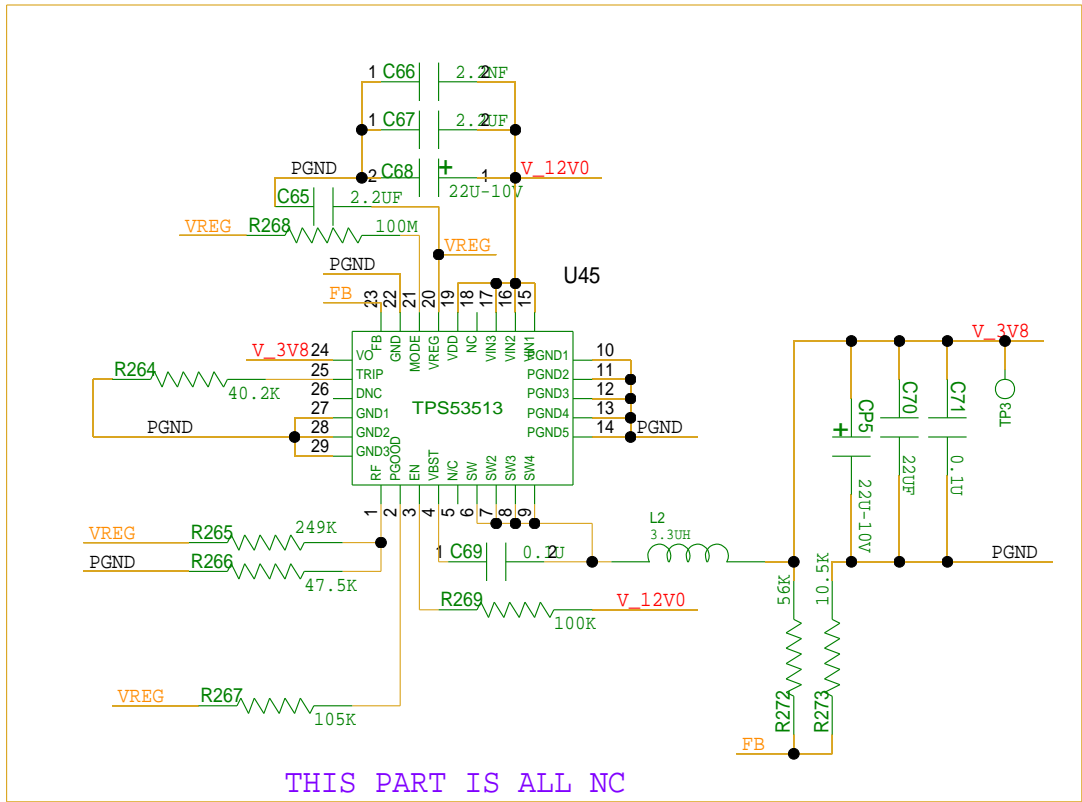 1 C66 2.2NF 2
1 C67 2.2UF 2
PGND 2 C68 + 1 V_12V0
22U-10V
C65 2.2UF
VREG R268 100M
VREG
PGND
U45
FB 23 22 21 20 19 18 17 16 15
FB GND MODE VREG VDD NC VIN3 VIN2 VIN1
V_3V8 24 VO PGND1 10
R264 25 TRIP PGND2 11
40.2K 26 DNC PGND3 12
27 GND1 TPS53513 PGND4 13
PGND 28 GND2 PGND5 14 PGND
29 GND3
RF PGOOD EN VBST N/C SW SW2 SW3 SW4
1 2 3 4 5 6 7 8 9
VREG R265 249K
PGND R266 47.5K
1 C69 0.1U 2
L2
3.3UH
R269 100K V_12V0
VREG R267 105K
V_3V8
CP5 + 22U-10V
C70 22UF
C71 0.1U
TP3
PGND
56K R272
10.5K R273
FB
THIS PART IS ALL NC